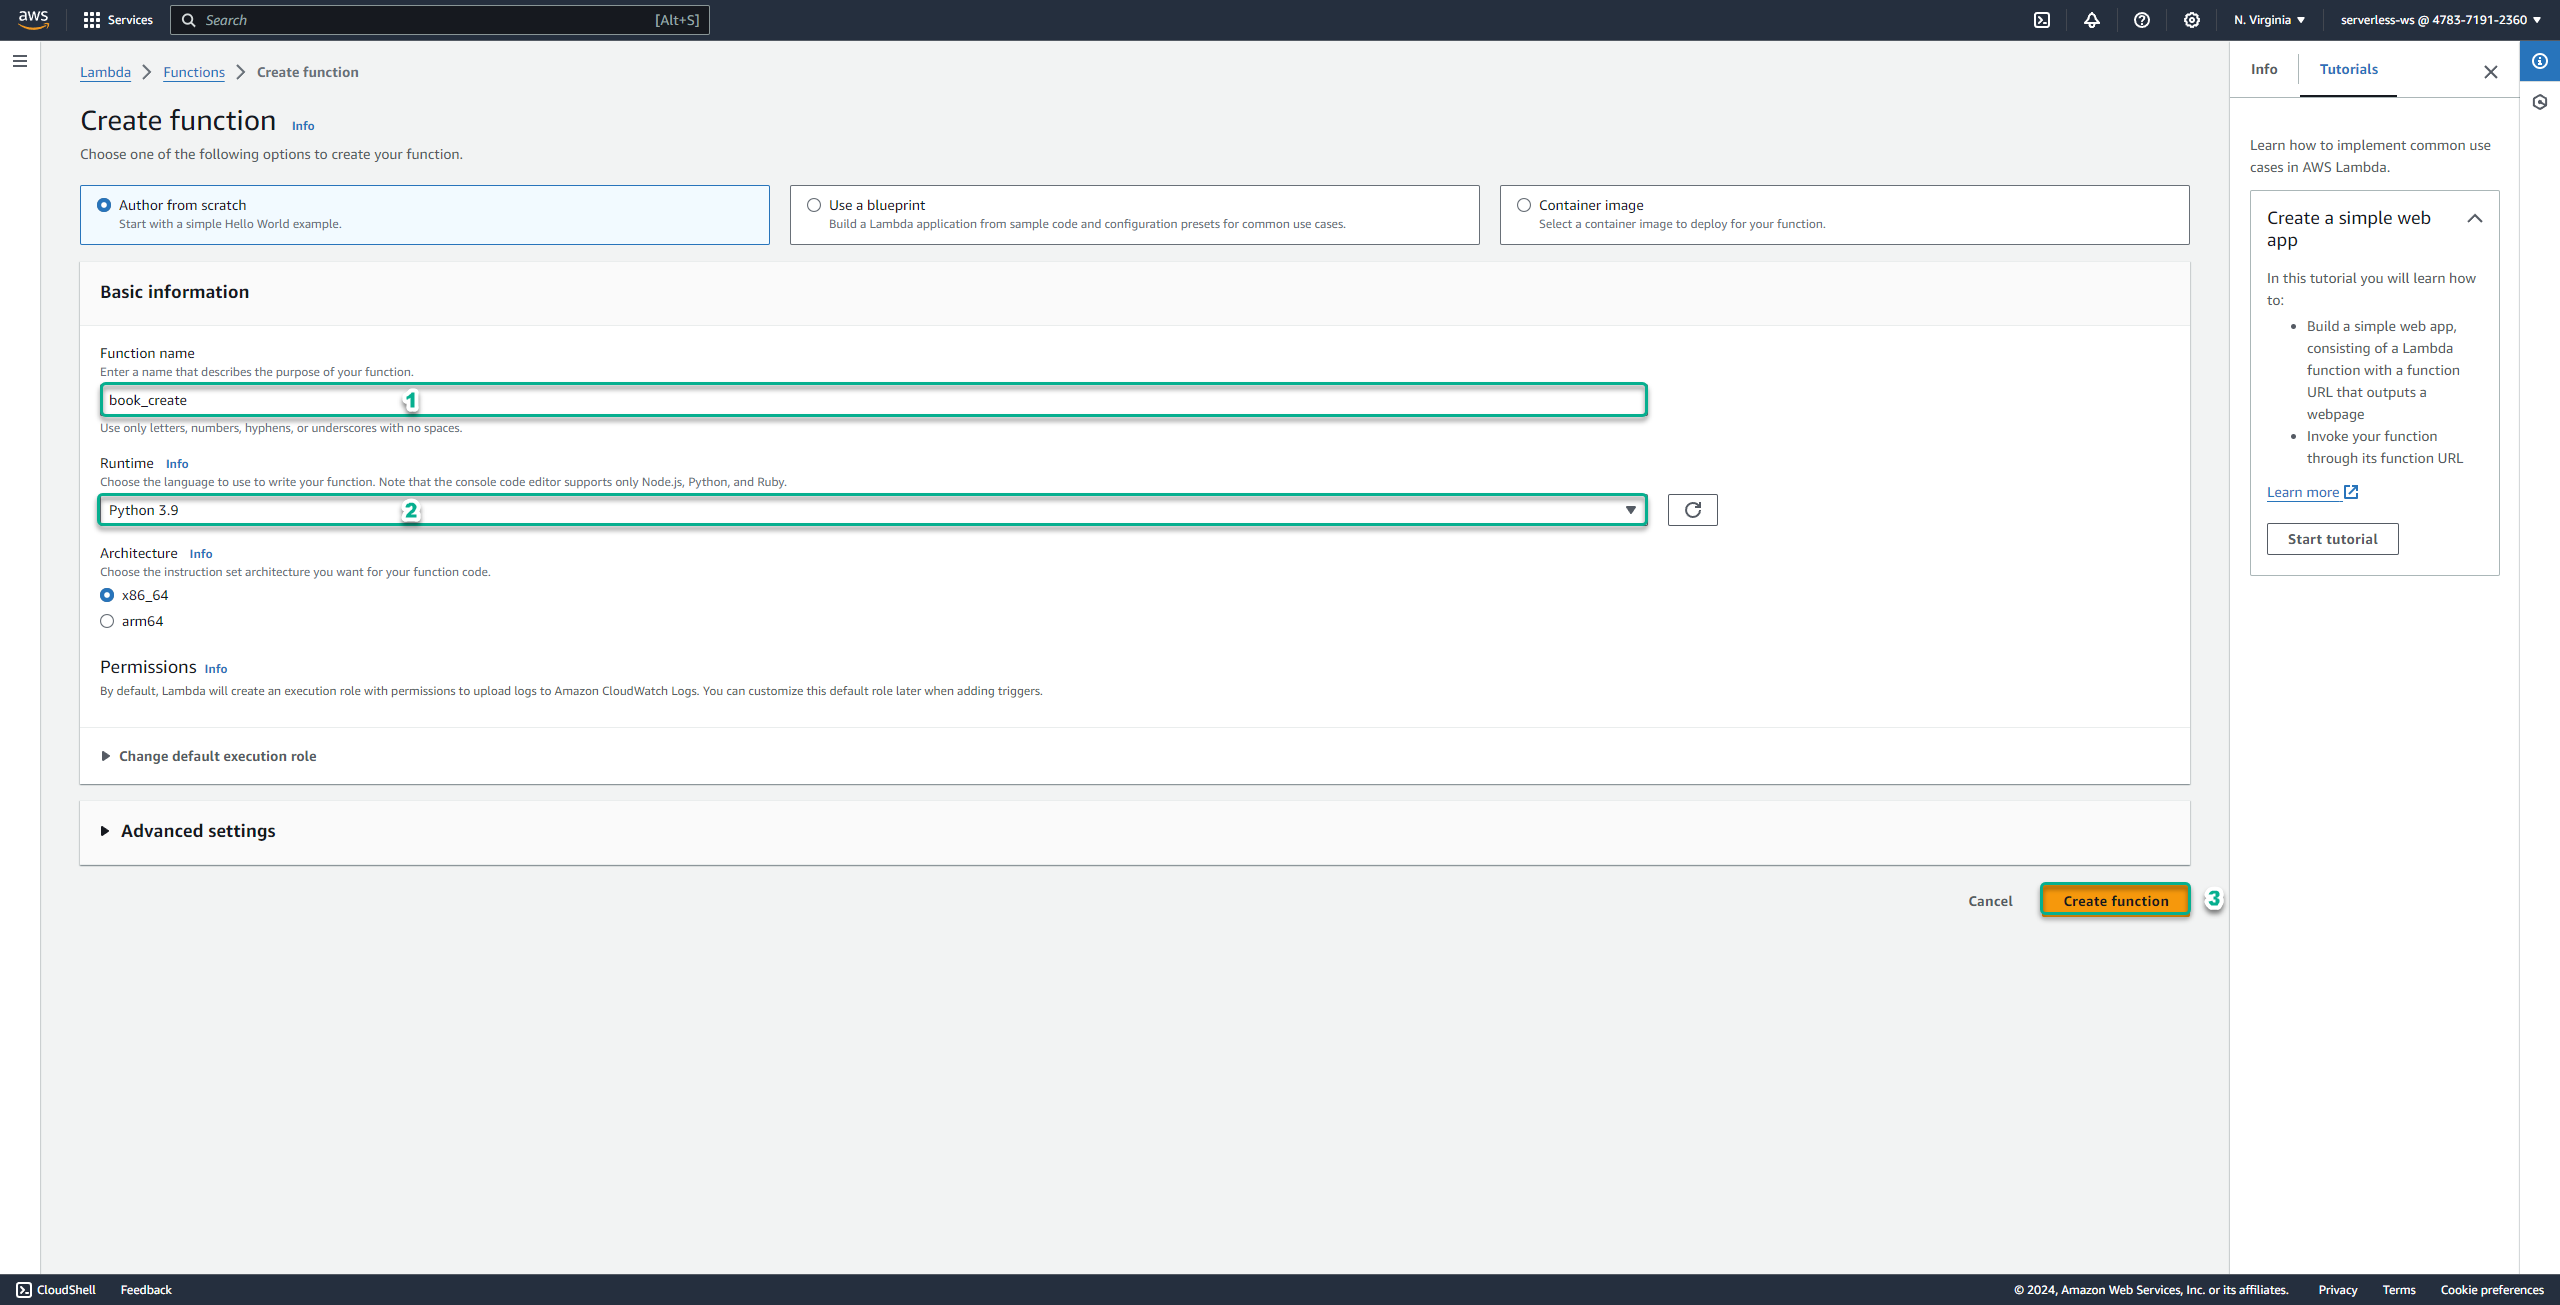 aws
Services
Search
[Alt+S]
N. Virginia
serverless-ws @ 4783-7191-2360
Lambda
Functions
Create function
Create function
Info
Choose one of the following options to create your function.
Author from scratch
Start with a simple Hello World example.
Use a blueprint
Build a Lambda application from sample code and configuration presets for common use cases.
Container image
Select a container image to deploy for your function.
Basic information
Function name
Enter a name that describes the purpose of your function.
book_create
1
Use only letters, numbers, hyphens, or underscores with no spaces.
Runtime
Info
Choose the language to use to write your function. Note that the console code editor supports only Node.js, Python, and Ruby.
Python 3.9
2
Architecture
Info
Choose the instruction set architecture you want for your function code.
x86_64
arm64
Permissions
Info
By default, Lambda will create an execution role with permissions to upload logs to Amazon CloudWatch Logs. You can customize this default role later when adding triggers.
Change default execution role
Advanced settings
Cancel
Create function
3
Info
Tutorials
Learn how to implement common use
cases in AWS Lambda.
Create a simple web
app
In this tutorial you will learn how
to:
• Build a simple web app,
consisting of a Lambda
function with a function
URL that outputs a
webpage
• Invoke your function
through its function URL
Learn more
Start tutorial
CloudShell
Feedback
© 2024, Amazon Web Services, Inc. or its affiliates.
Privacy
Terms
Cookie preferences